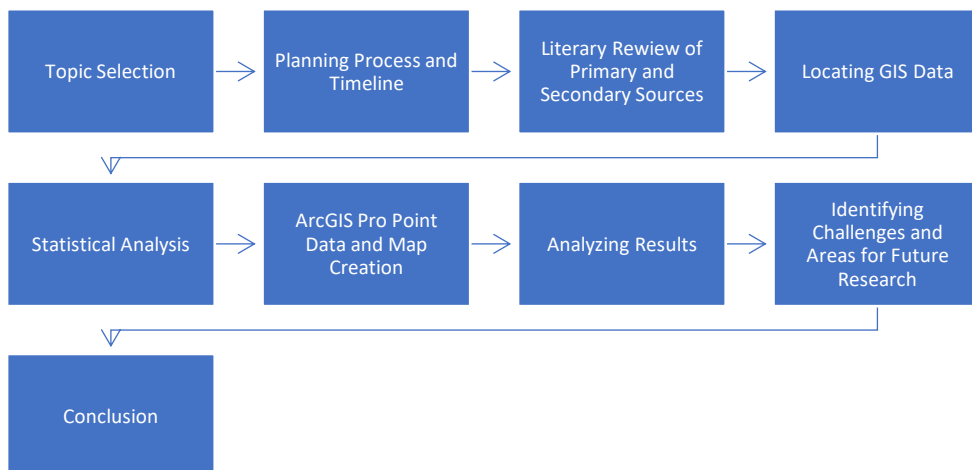 Topic Selection
Planning Process and
Timeline
Literary Rewiew of
Primary and
Secondary Sources
Locating GIS Data
Statistical Analysis
ArcGIS Pro Point
Data and Map
Creation
Analyzing Results
Identifying
Challenges and
Areas for Future
Research
Conclusion